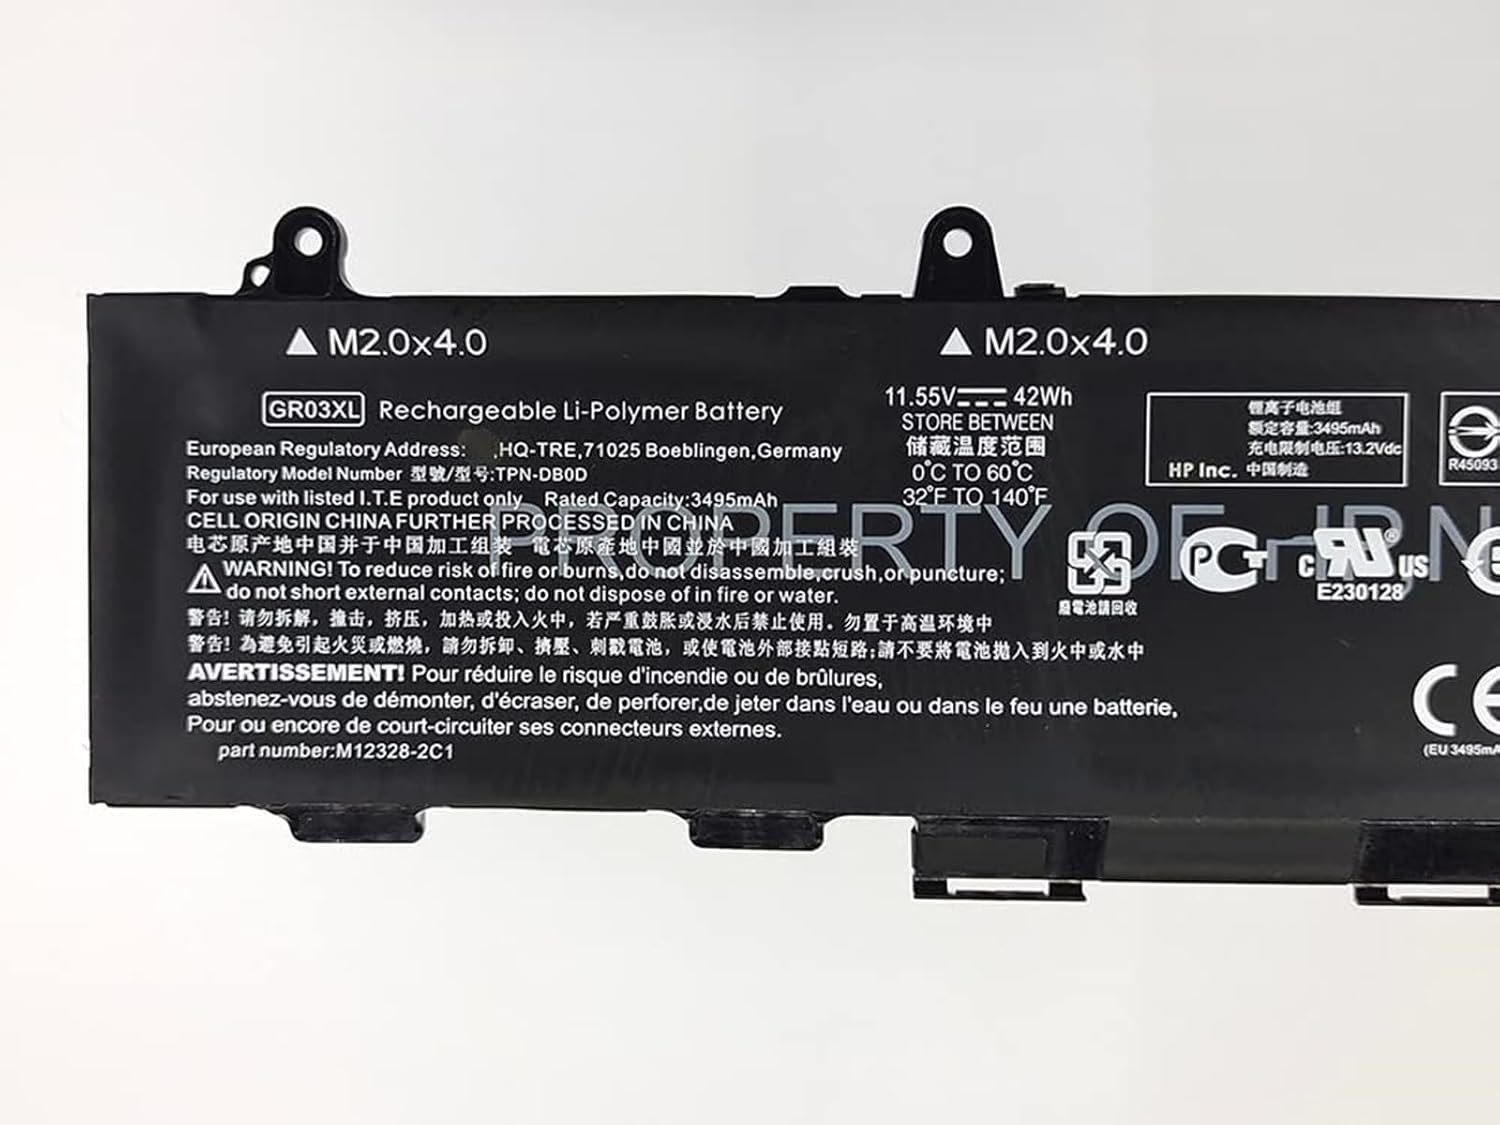 ▲ M2.0x4.0
▲ M2.0x4.0
GR03XL Rechargeable Li-Polymer Battery
European Regulatory Address: ,HQ-TRE,71025 Boeblingen,Germany
Regulatory Model Number 型號/型号:TPN-DB0D
For use with listed I.T.E product only Rated Capacity:3495mAh
CELL ORIGIN CHINA FURTHER PROCESSED IN CHINA
电芯原产地中国并于中国加工组装 電芯原產地中國並於中國加工組裝
WARNING! To reduce risk of fire or burns,do not disassemble,crush,or puncture;
do not short external contacts; do not dispose of in fire or water.
警告! 请勿拆解，撞击，挤压，加热或投入火中，若严重鼓胀或浸水后禁止使用。勿置于高温环境中
警告! 為避免引起火災或燃燒，請勿拆卸、擠壓、刺戳電池，或使電池外部接點短路;請不要將電池拋入到火中或水中
AVERTISSEMENT! Pour réduire le risque d'incendie ou de brûlures,
abstenez-vous de démonter, d'écraser, de perforer,de jeter dans l'eau ou dans le feu une batterie,
Pour ou encore de court-circuiter ses connecteurs externes.
part number:M12328-2C1
11.55V⎓ 42Wh
STORE BETWEEN
储藏温度范围
0°C TO 60°C
32°F TO 140°F
锂离子电池组
额定容量:3495mAh
充电限制电压:13.2Vdc
HP Inc. 中国制造
R45093
PROPERTY OF JPN
廢電池請回收
PCT
c RU ® US
E230128
CE
(EU 3495mA